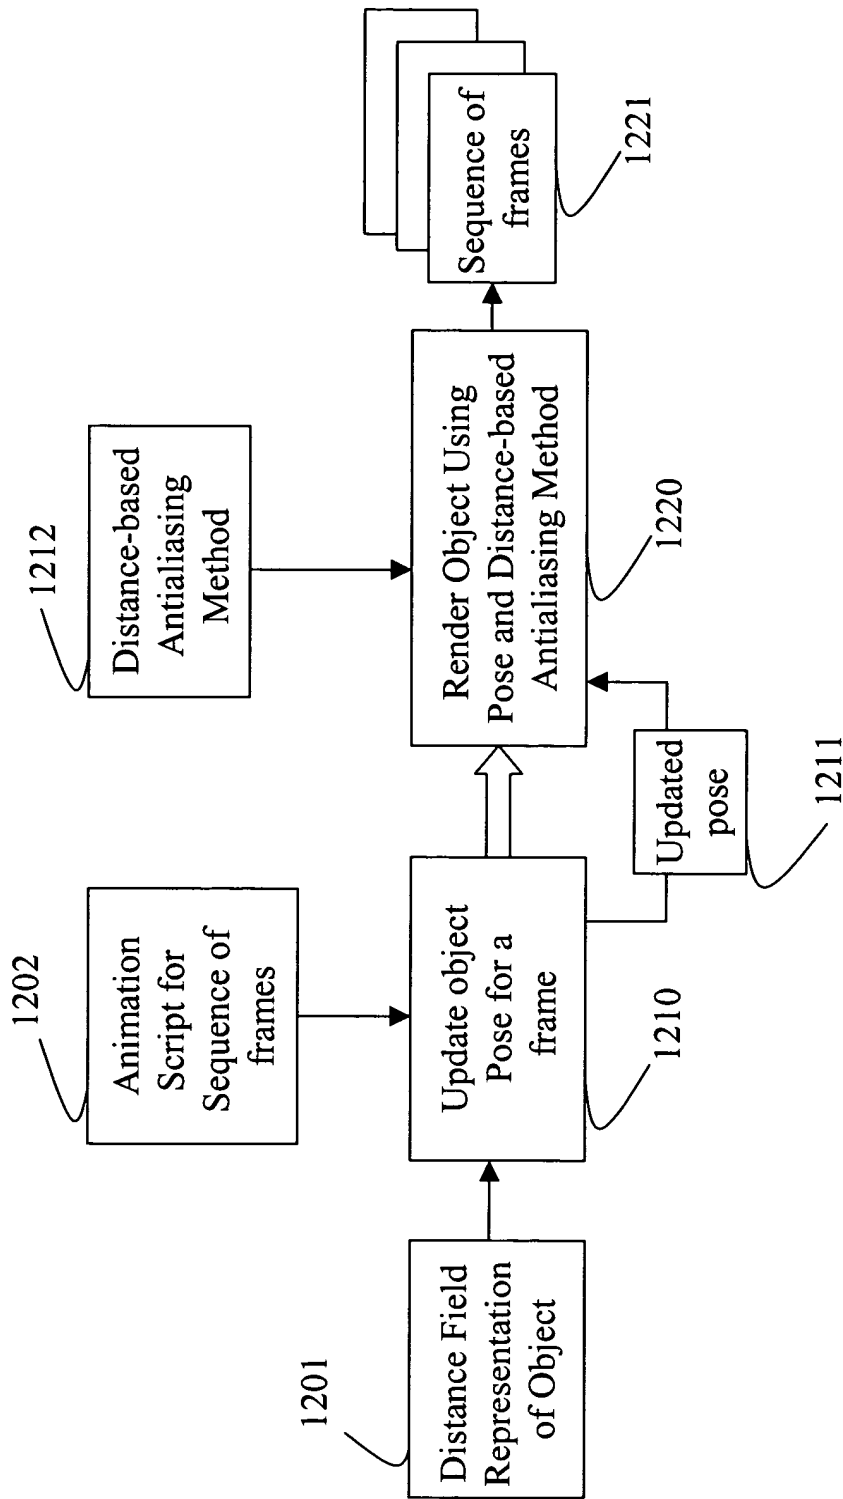 1202
Animation
Script for
Sequence of
frames
1212
Distance-based
Antialiasing
Method
1201
Distance Field
Representation
of Object
Update object
Pose for a
frame
1210
Updated
pose
1211
Render Object Using
Pose and Distance-based
Antialiasing Method
1220
Sequence of
frames
1221